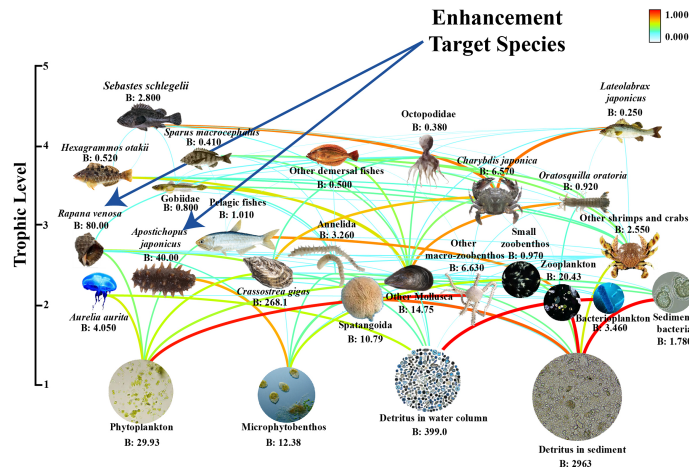 Enhancement
Target Species
1.000
0.000
Trophic Level
5
4
3
2
1
Sebastes schlegelii
B: 2.800
Sparus macrocephalus
B: 0.410
Hexagrammos otakii
B: 0.520
Octopodidae
B: 0.380
Lateolabrax
japonicus
B: 0.250
Other demersal fishes
B: 0.500
Charybdis japonica
B: 6.570
Oratosquilla oratoria
B: 0.920
Gobiidae
B: 0.800
Pelagic fishes
B: 1.010
Rapana venosa
B: 80.00
Apostichopus
japonicus
B: 40.00
Annelida
B: 3.260
Other
macro-zoobenthos
B: 6.630
Small
zoobenthos
B: 0.970
Other shrimps and crabs
B: 2.550
Zooplankton
B: 20.43
Aurelia aurita
B: 4.050
Crassostrea gigas
B: 268.1
Other Mollusca
B: 14.75
Spatangoida
B: 10.79
Bacterioplankton
B: 3.460
Sedimen
bacteria
B: 1.780
Phytoplankton
B: 29.93
Microphytobenthos
B: 12.38
Detritus in water column
B: 399.0
Detritus in sediment
B: 2963